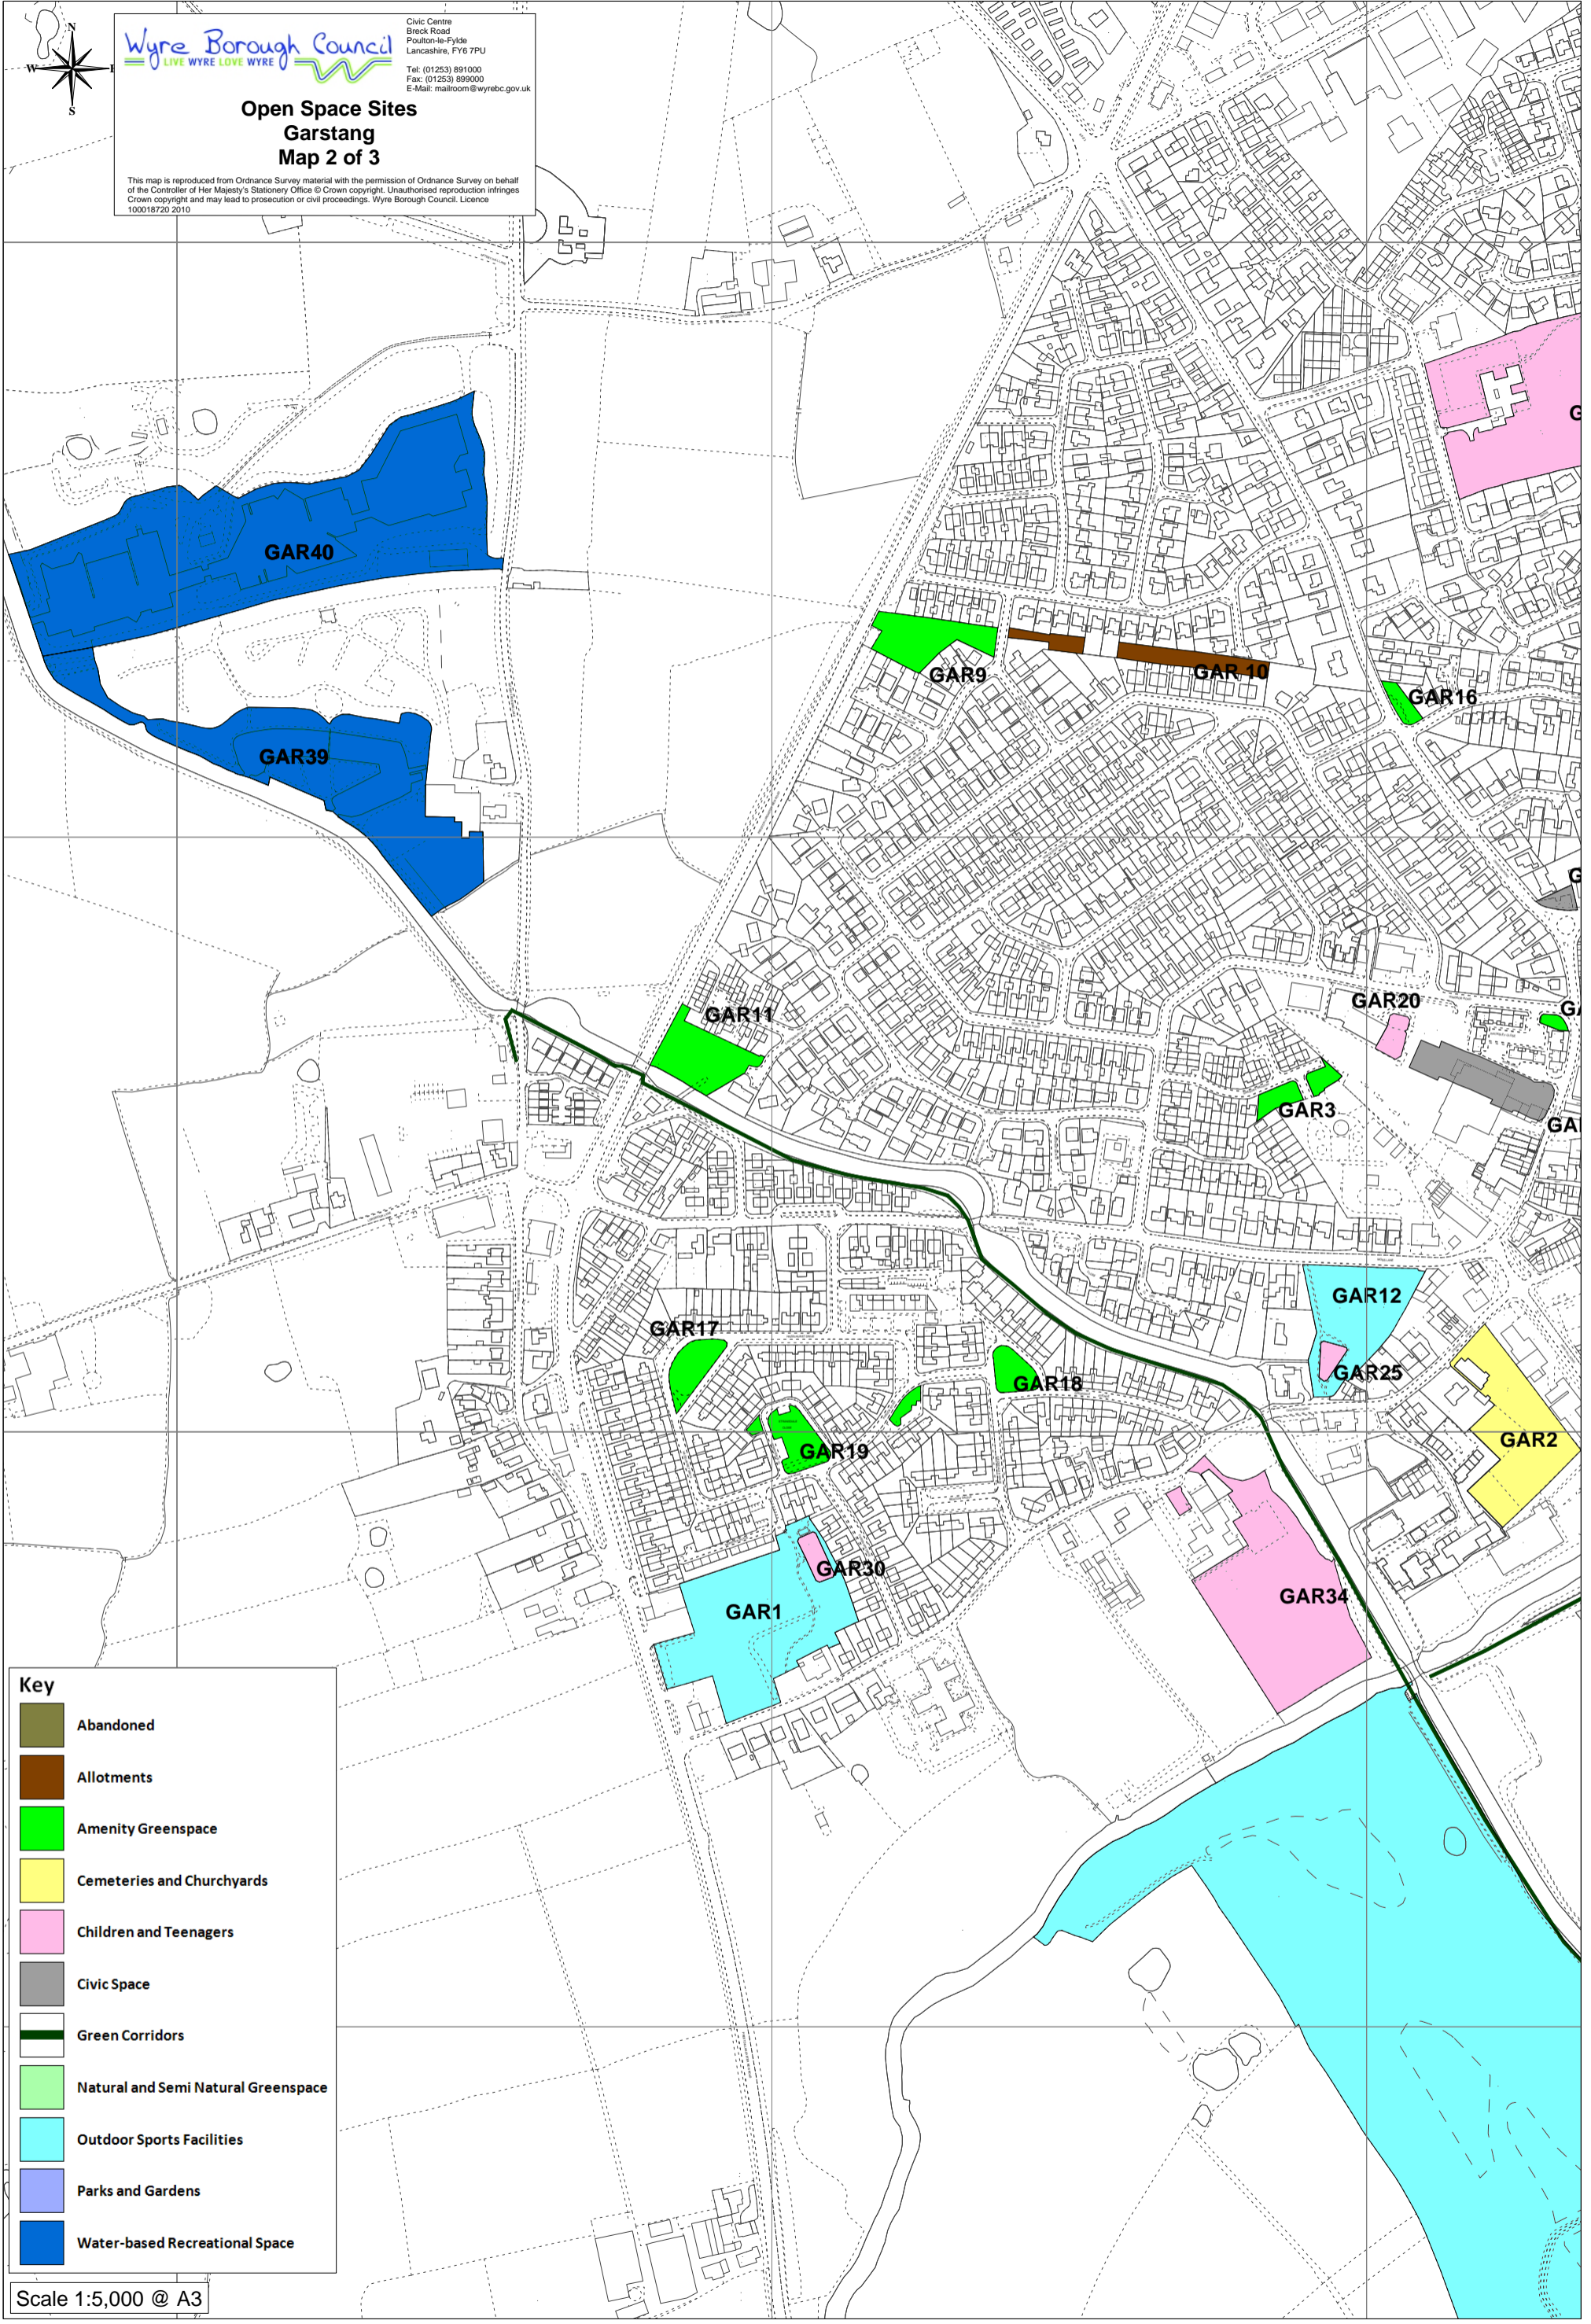 N
W
S
Wyre Borough Council
LIVE WYRE LOVE WYRE
Civic Centre
Breck Road
Poulton-le-Fylde
Lancashire, FY6 7PU
Tel: (01253) 891000
Fax: (01253) 899000
E-Mail: mailroom@wyrebc.gov.uk
Open Space Sites
Garstang
Map 2 of 3
This map is reproduced from Ordnance Survey material with the permission of Ordnance Survey on behalf
of the Controller of Her Majesty's Stationery Office © Crown copyright. Unauthorised reproduction infringes
Crown copyright and may lead to prosecution or civil proceedings. Wyre Borough Council. Licence
100018720 2010
G
GAR40
GAR9
GAR 10
GAR16
GAR39
G
GAR20
GA
GAR11
GAR3
GA
GAR12
GAR17
GAR25
GAR18
GAR2
GAR19
GAR30
GAR34
GAR1
Key
Abandoned
Allotments
Amenity Greenspace
Cemeteries and Churchyards
Children and Teenagers
Civic Space
Green Corridors
Natural and Semi Natural Greenspace
Outdoor Sports Facilities
Parks and Gardens
Water-based Recreational Space
Scale 1:5,000 @ A3